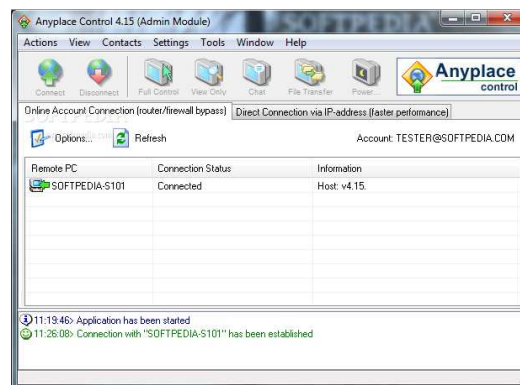 Anyplace Control 4.15 (Admin Module)
SOFTPEDIA
Actions View Contacts Settings Tools Window Help
Connect Disconnect Full Control View Only Chat File Transfer Power...
Anyplace
control
Online Account Connection (router/firewall bypass) Direct Connection via IP-address (faster performance)
Options... Refresh Account: TESTER@SOFTPEDIA.COM
Remote PC Connection Status Information
SOFTPEDIA-S101 Connected Host: v4.15.
11:19:46> Application has been started
11:26:08> Connection with "SOFTPEDIA-S101" has been established